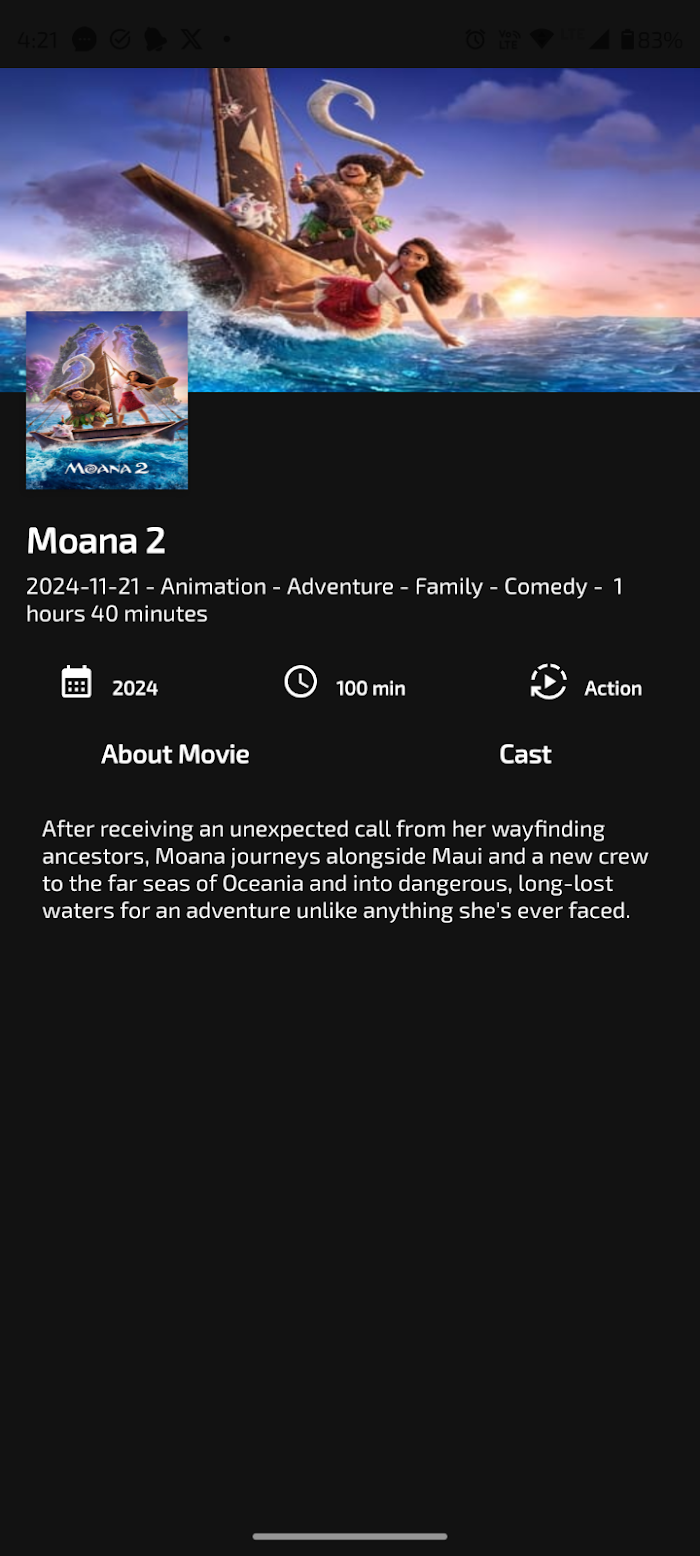 4:21
VoLTE LTE 83%
MOANA 2
Moana 2
2024-11-21 - Animation - Adventure - Family - Comedy - 1
hours 40 minutes
2024 100 min Action
About Movie Cast
After receiving an unexpected call from her wayfinding
ancestors, Moana journeys alongside Maui and a new crew
to the far seas of Oceania and into dangerous, long-lost
waters for an adventure unlike anything she's ever faced.